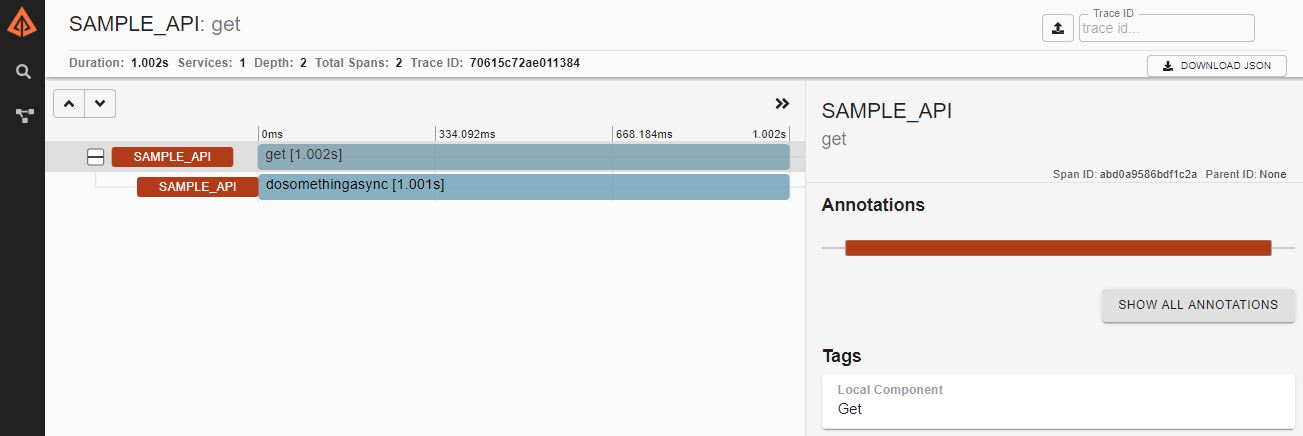 SAMPLE_API: get
Trace ID
trace id...
Duration: 1.002s Services: 1 Depth: 2 Total Spans: 2 Trace ID: 70615c72ae011384
DOWNLOAD JSON
0ms 334.092ms 668.184ms 1.002s
SAMPLE_API get [1.002s]
SAMPLE_API dosomethingasync [1.001s]
SAMPLE_API
get
Span ID: abd0a9586bdf1c2a Parent ID: None
Annotations
SHOW ALL ANNOTATIONS
Tags
Local Component
Get